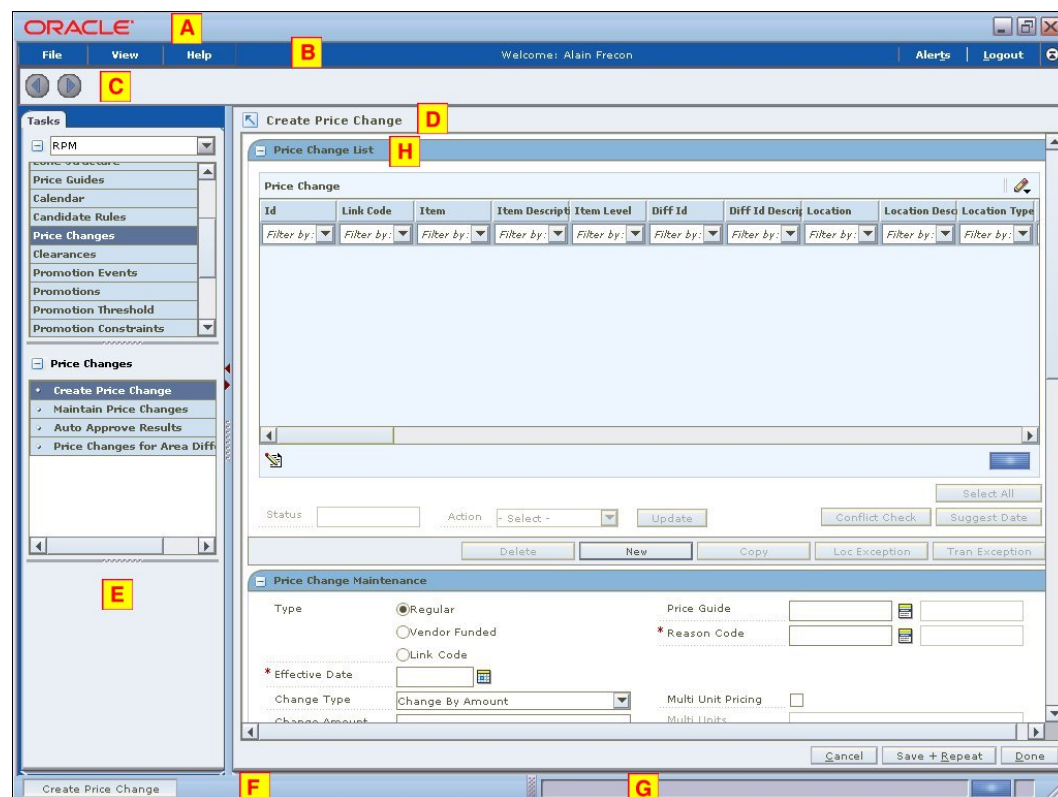 ORACLE
A
File View Help B Welcome: Alain Frecon Alerts Logout
C
Tasks
Create Price Change D
RPM
Price Change List H
Zone Structure
Price Guides
Calendar
Candidate Rules
Price Changes
Clearances
Promotion Events
Promotions
Promotion Threshold
Promotion Constraints
Price Changes
Create Price Change
Maintain Price Changes
Auto Approve Results
Price Changes for Area Diff
E
Price Change
Id Link Code Item Item Descripti Item Level Diff Id Diff Id Descrip Location Location Desc Location Type
Filter by: Filter by: Filter by: Filter by: Filter by: Filter by: Filter by: Filter by: Filter by: Filter by:
Select All
Status Action - Select - Update Conflict Check Suggest Date
Delete New Copy Loc Exception Tran Exception
Price Change Maintenance
Type Regular Price Guide
Vendor Funded * Reason Code
Link Code
* Effective Date
Change Type Change By Amount Multi Unit Pricing
Change Amount Multi Units
Cancel Save + Repeat Done
Create Price Change F G